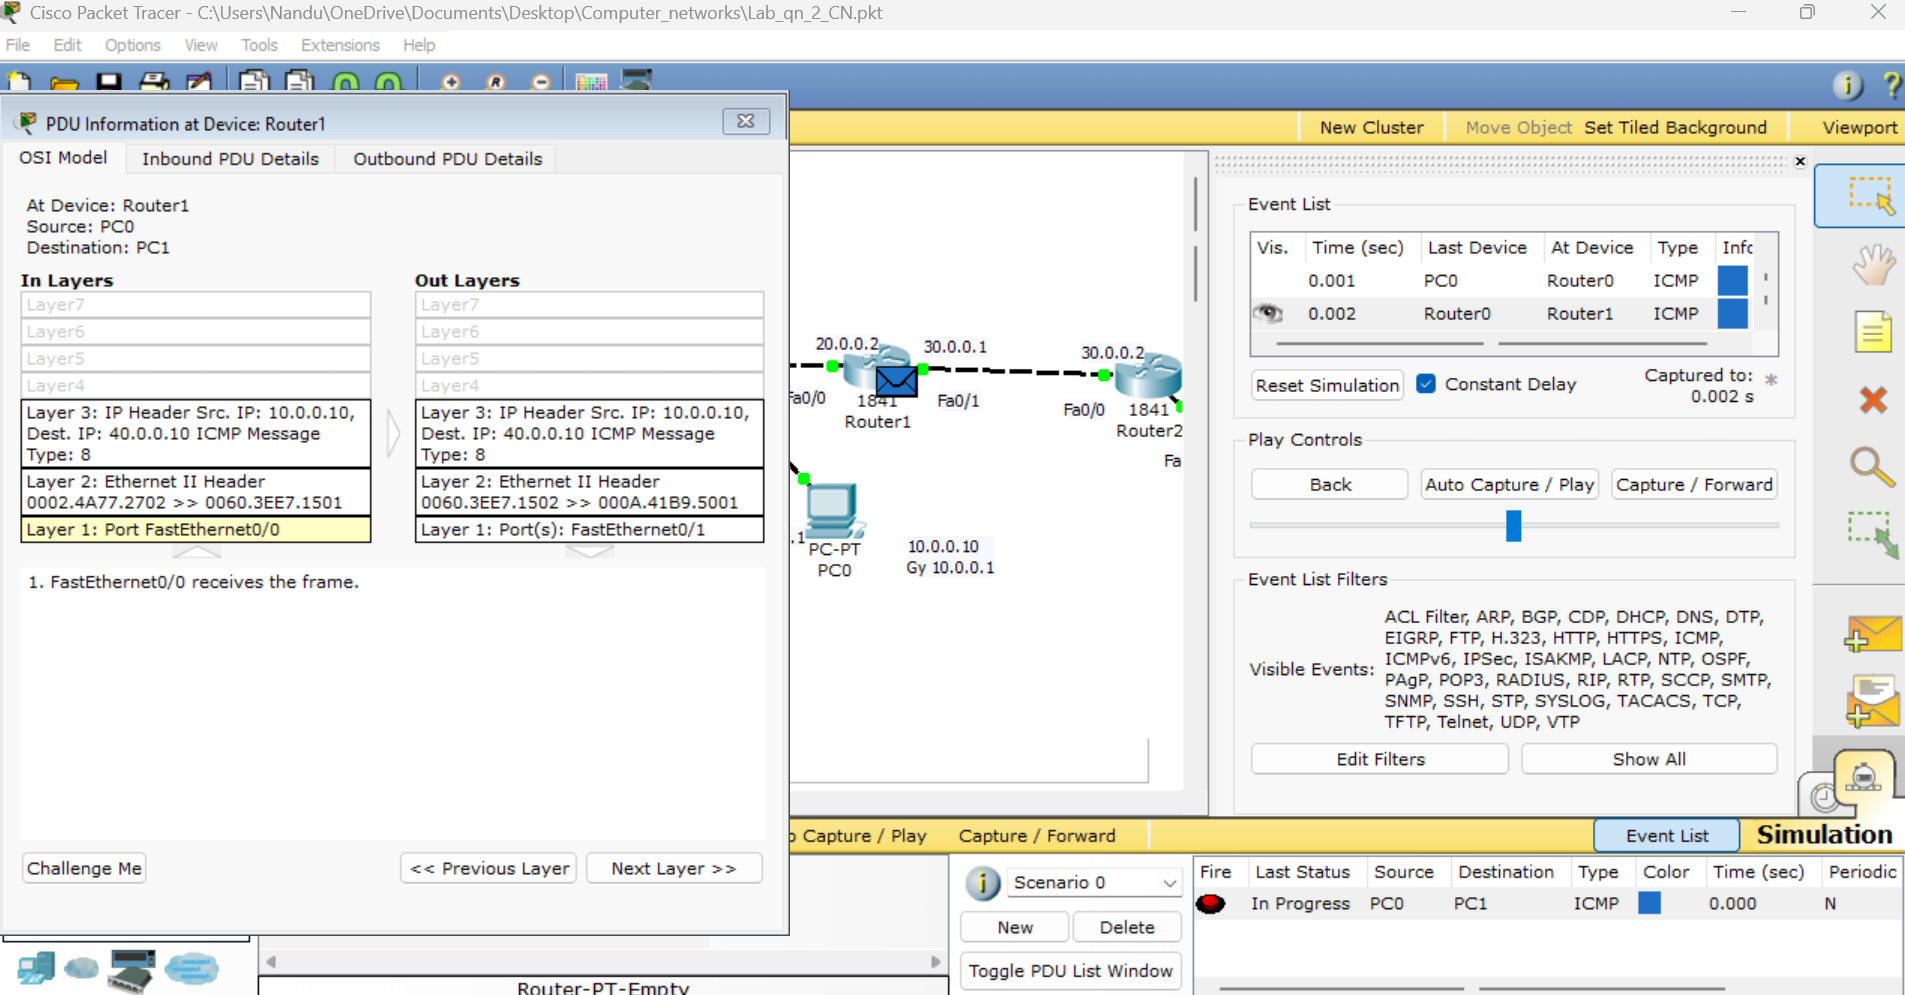 Cisco Packet Tracer - C:\Users\Nandu\OneDrive\Documents\Desktop\Computer_networks\Lab_qn_2_CN.pkt
File Edit Options View Tools Extensions Help
New Cluster Move Object Set Tiled Background Viewport
PDU Information at Device: Router1
OSI Model Inbound PDU Details Outbound PDU Details
At Device: Router1
Source: PC0
Destination: PC1
In Layers
Layer7
Layer6
Layer5
Layer4
Layer 3: IP Header Src. IP: 10.0.0.10,
Dest. IP: 40.0.0.10 ICMP Message
Type: 8
Layer 2: Ethernet II Header
0002.4A77.2702 >> 0060.3EE7.1501
Layer 1: Port FastEthernet0/0
Out Layers
Layer7
Layer6
Layer5
Layer4
Layer 3: IP Header Src. IP: 10.0.0.10,
Dest. IP: 40.0.0.10 ICMP Message
Type: 8
Layer 2: Ethernet II Header
0060.3EE7.1502 >> 000A.41B9.5001
Layer 1: Port(s): FastEthernet0/1
1. FastEthernet0/0 receives the frame.
Challenge Me << Previous Layer Next Layer >>
20.0.0.2
30.0.0.1
30.0.0.2
Fa0/0
1841
Router1
Fa0/1
Fa0/0
1841
Router2
Fa
.1
PC-PT
PC0
10.0.0.10
Gy 10.0.0.1
Event List
Vis. Time (sec) Last Device At Device Type Info
0.001 PC0 Router0 ICMP
0.002 Router0 Router1 ICMP
Reset Simulation Constant Delay Captured to: *
0.002 s
Play Controls
Back Auto Capture / Play Capture / Forward
Event List Filters
Visible Events:
ACL Filter, ARP, BGP, CDP, DHCP, DNS, DTP,
EIGRP, FTP, H.323, HTTP, HTTPS, ICMP,
ICMPv6, IPSec, ISAKMP, LACP, NTP, OSPF,
PAgP, POP3, RADIUS, RIP, RTP, SCCP, SMTP,
SNMP, SSH, STP, SYSLOG, TACACS, TCP,
TFTP, Telnet, UDP, VTP
Edit Filters Show All
o Capture / Play Capture / Forward Event List Simulation
Scenario 0
New Delete
Toggle PDU List Window
Fire Last Status Source Destination Type Color Time (sec) Periodic
In Progress PC0 PC1 ICMP 0.000 N
Router-PT-Empty